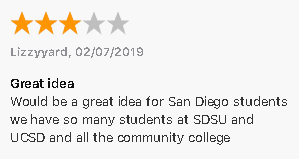 Lizzyyard, 02/07/2019
Great idea
Would be a great idea for San Diego students
we have so many students at SDSU and
UCSD and all the community college